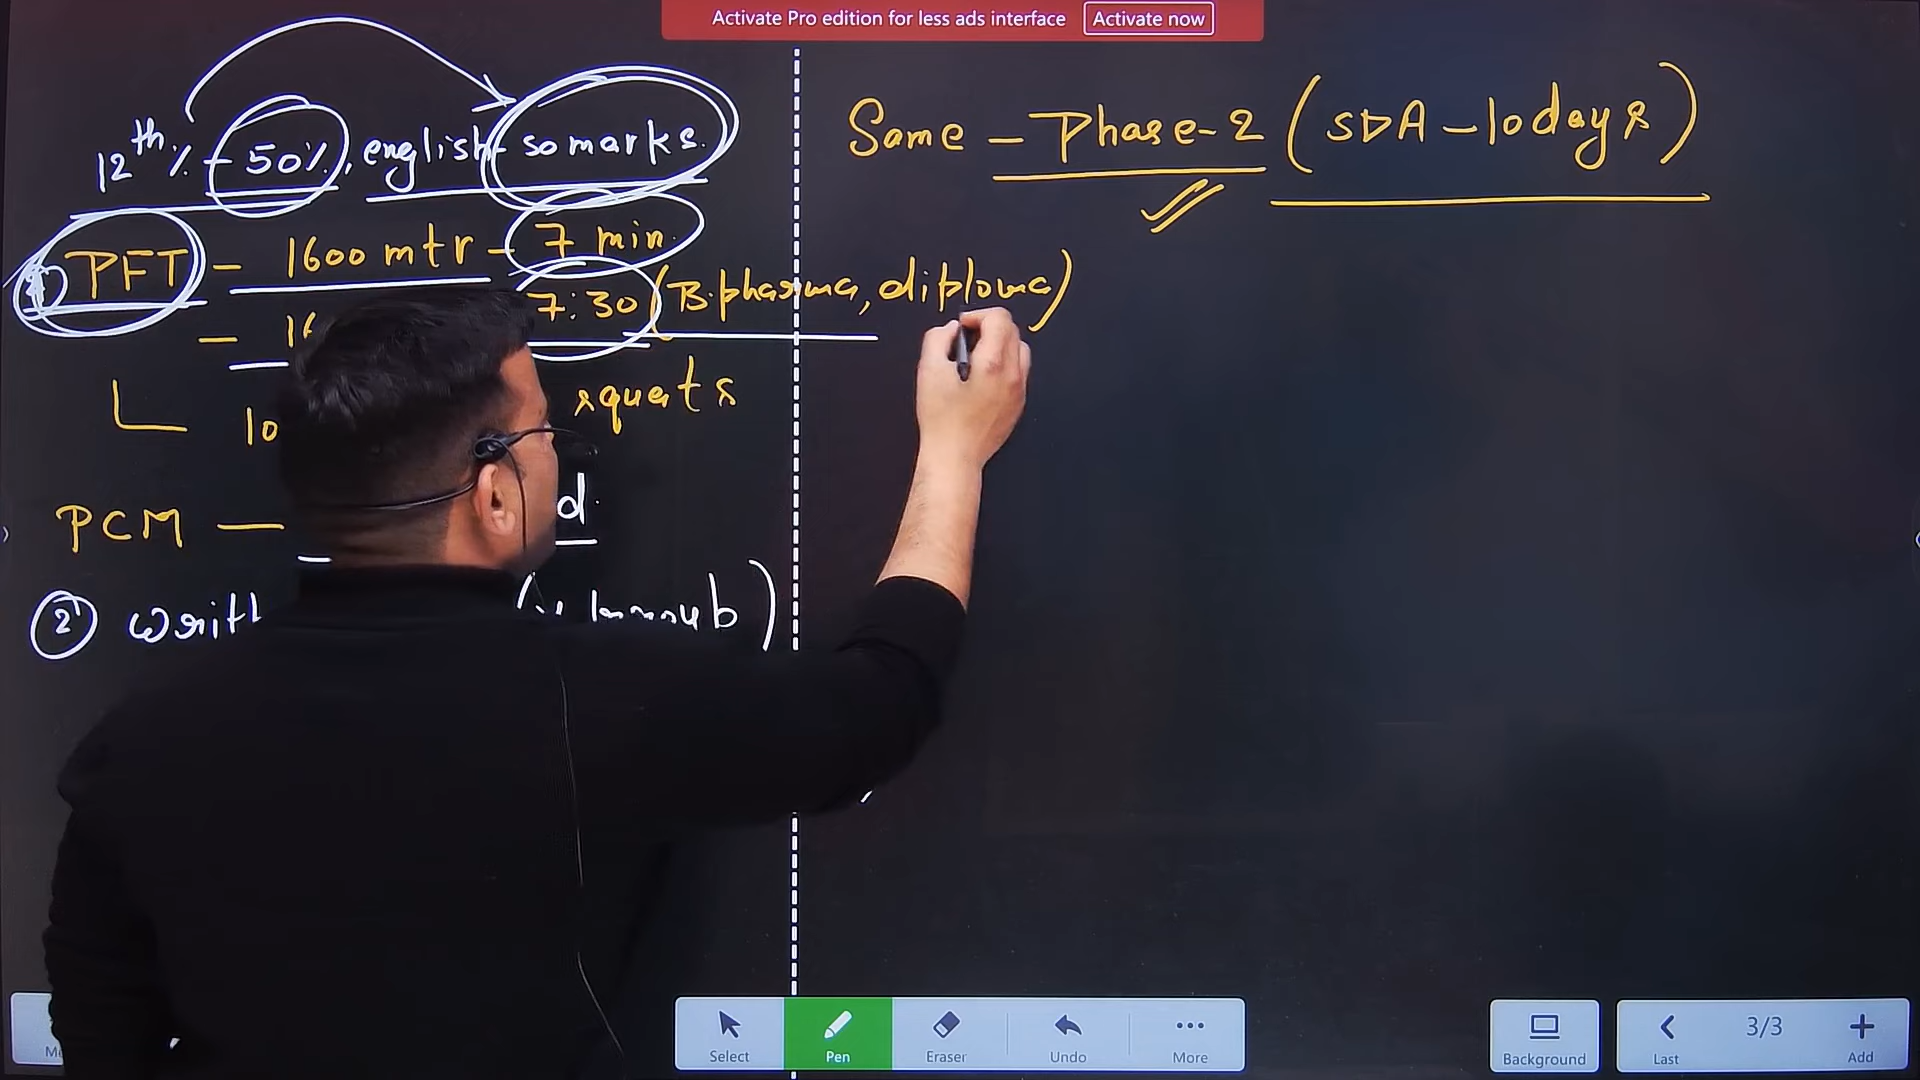 Activate Pro edition for less ads interface Activate now
12th % - 50%, english - 50 marks.
① PFT - 1600 mtr - 7 min.
- 7:30 (B.pharma, diploma)
10 squats
PCM -
②
Same - Phase-2 (SDA - 10days)
Select Pen Eraser Undo More
Background
Last 3/3 Add